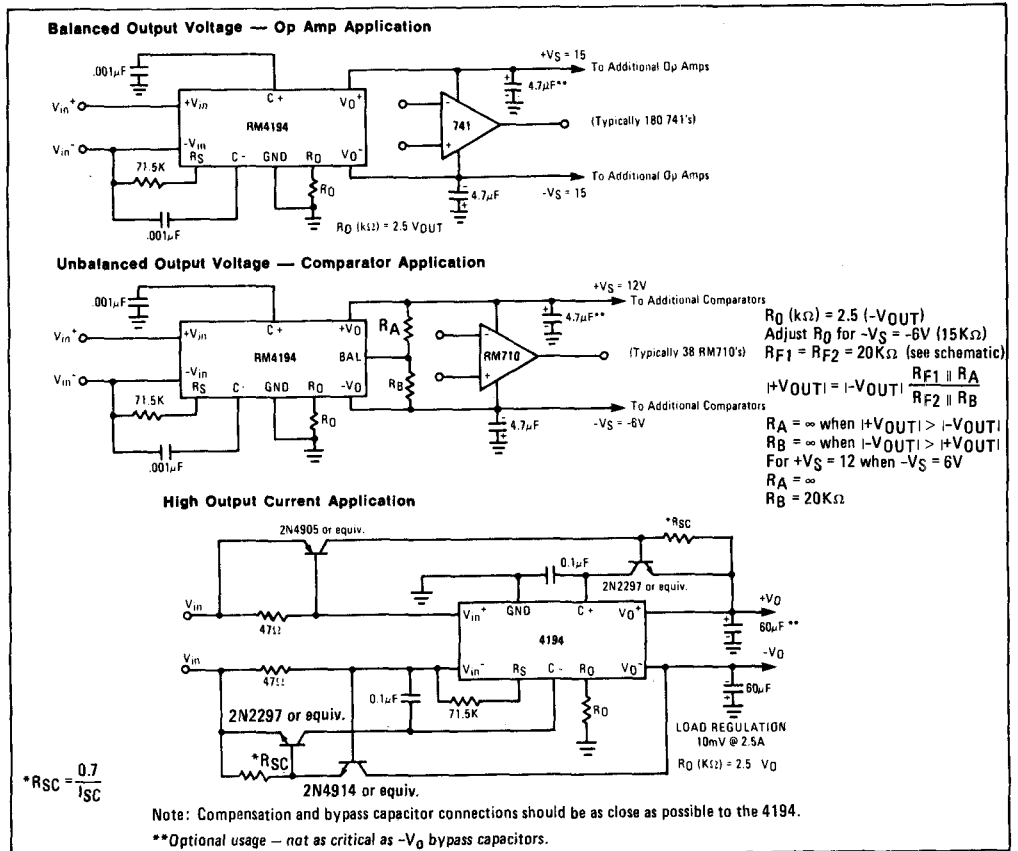 Balanced Output Voltage — Op Amp Application
.001µF
C+
+VS = 15
To Additional Op Amps
4.7µF**
Vin+
+Vin
VO+
RM4194
741
(Typically 180 741's)
Vin-
-Vin
RS
C-
GND
RO
VO-
71.5K
RO
To Additional Op Amps
-VS = 15
4.7µF
.001µF
RO (kΩ) = 2.5 VOUT
Unbalanced Output Voltage — Comparator Application
.001µF
C+
+VS = 12V
To Additional Comparators
4.7µF**
Vin+
+Vin
+VO
RA
RM4194
BAL
RM710
(Typically 38 RM710's)
Vin-
-Vin
RS
C-
GND
RO
-VO
RB
71.5K
RO
To Additional Comparators
-VS = -6V
4.7µF
.001µF
RO (kΩ) = 2.5 (-VOUT)
Adjust RO for -VS = -6V (15KΩ)
RF1 = RF2 = 20KΩ (see schematic)
|+VOUT| = |-VOUT| RF1 || RA
RF2 || RB
RA = ∞ when |+VOUT| > |-VOUT|
RB = ∞ when |-VOUT| > |+VOUT|
For +VS = 12 when -VS = 6V
RA = ∞
RB = 20KΩ
High Output Current Application
2N4905 or equiv.
*RSC
0.1µF
2N2297 or equiv.
Vin
47Ω
Vin+
GND
C+
VO+
+VO
60µF **
4194
Vin
47Ω
Vin-
RS
C-
RO
VO-
-VO
60µF
0.1µF
71.5K
RO
2N2297 or equiv.
*RSC
2N4914 or equiv.
LOAD REGULATION
10mV @ 2.5A
RO (KΩ) = 2.5 VO
*RSC = 0.7
ISC
Note: Compensation and bypass capacitor connections should be as close as possible to the 4194.
**Optional usage — not as critical as -Vo bypass capacitors.